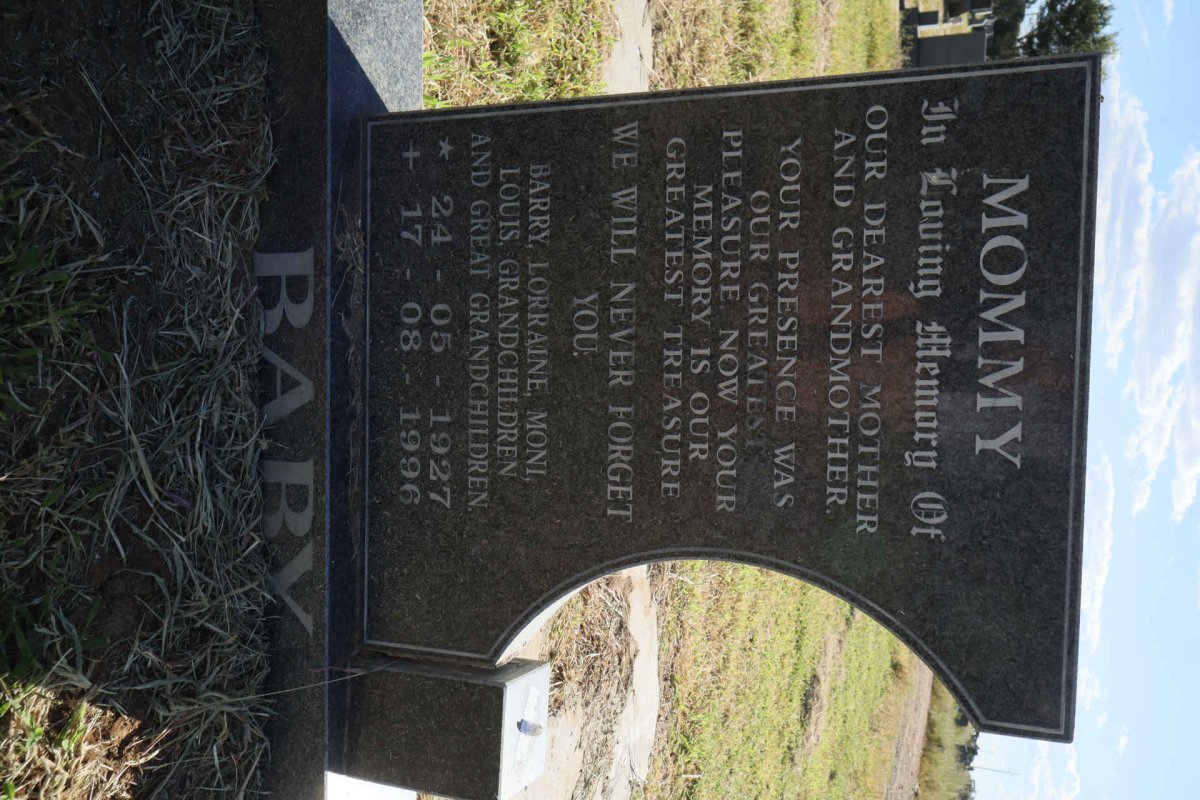 MOMMY
In Loving Memory Of
OUR DEAREST MOTHER
AND GRANDMOTHER.
YOUR PRESENCE WAS
OUR GREATEST
PLEASURE NOW YOUR
MEMORY IS OUR
GREATEST TREASURE
WE WILL NEVER FORGET
YOU.
BARRY, LORRAINE, MONI,
LOUIS, GRANDCHILDREN
AND GREAT GRANDCHILDREN
★ 24 - 05 - 1927
+ 17 - 08 - 1996
BABY